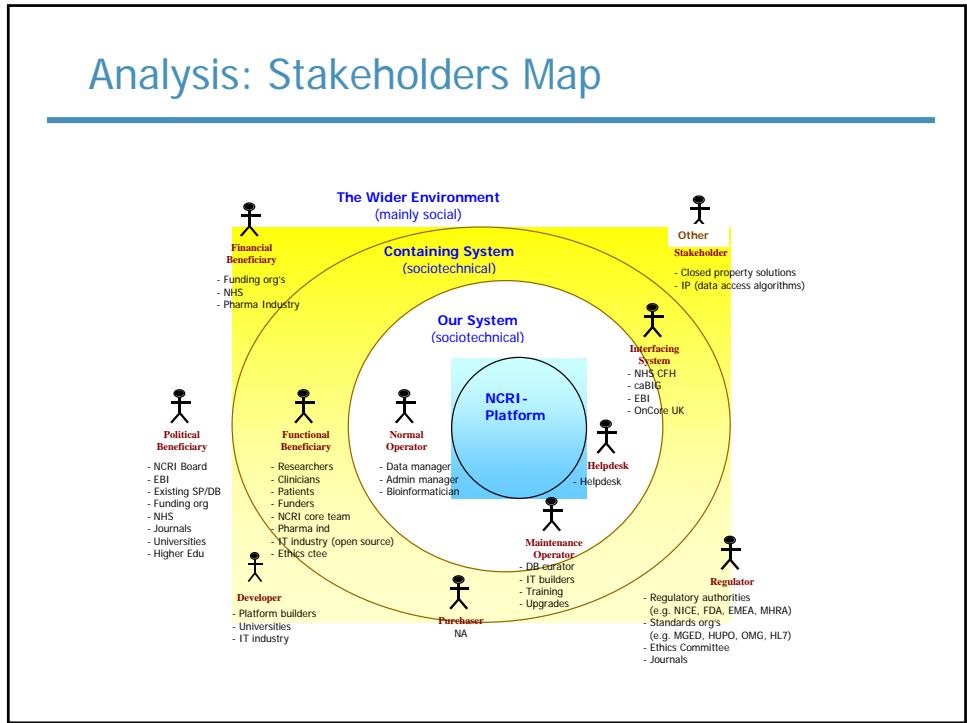 Analysis: Stakeholders Map
The Wider Environment
(mainly social)
Financial
Beneficiary
- Funding org's
- NHS
- Pharma Industry
Containing System
(sociotechnical)
Other
Stakeholder
- Closed property solutions
- IP (data access algorithms)
Our System
(sociotechnical)
Interfacing
System
- NHS CFH
- caBIG
- EBI
- OnCore UK
NCRI-
Platform
Political
Beneficiary
- NCRI Board
- EBI
- Existing SP/DB
- Funding org
- NHS
- Journals
- Universities
- Higher Edu
Functional
Beneficiary
- Researchers
- Clinicians
- Patients
- Funders
- NCRI core team
- Pharma ind
- IT industry (open source)
- Ethics ctee
Normal
Operator
- Data manager
- Admin manager
- Bioinformatician
Helpdesk
- Helpdesk
Maintenance
Operator
- DB curator
- IT builders
- Training
- Upgrades
Developer
- Platform builders
- Universities
- IT industry
Purchaser
NA
Regulator
- Regulatory authorities
(e.g. NICE, FDA, EMEA, MHRA)
- Standards org's
(e.g. MGED, HUPO, OMG, HL7)
- Ethics Committee
- Journals